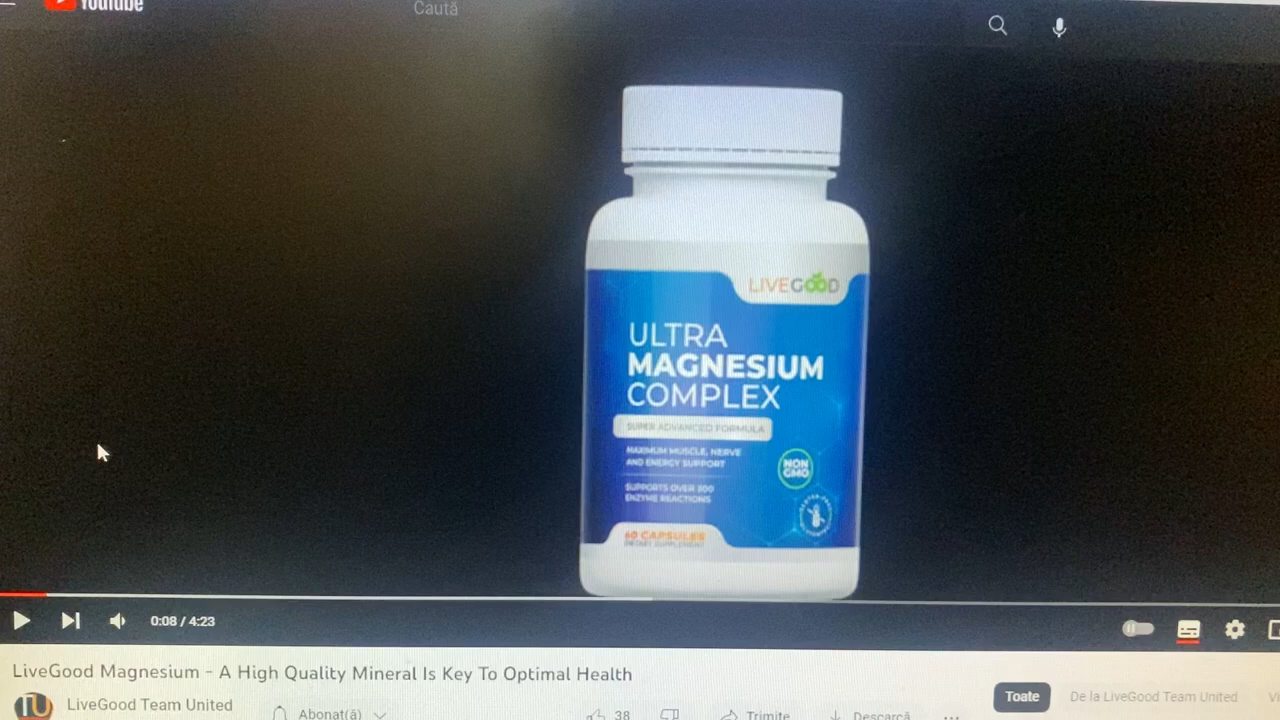 YouTube
Caută
LIVEGOOD
ULTRA
MAGNESIUM
COMPLEX
SUPER ADVANCED FORMULA
MAXIMUM MUSCLE, NERVE
AND ENERGY SUPPORT
SUPPORTS OVER 300
ENZYME REACTIONS
NON
GMO
60 CAPSULES
DIETARY SUPPLEMENT
0:08 / 4:23
LiveGood Magnesium - A High Quality Mineral Is Key To Optimal Health
TU
LiveGood Team United
Abonat(ă)
38
Trimite
Descarcă
...
Toate
De la LiveGood Team United